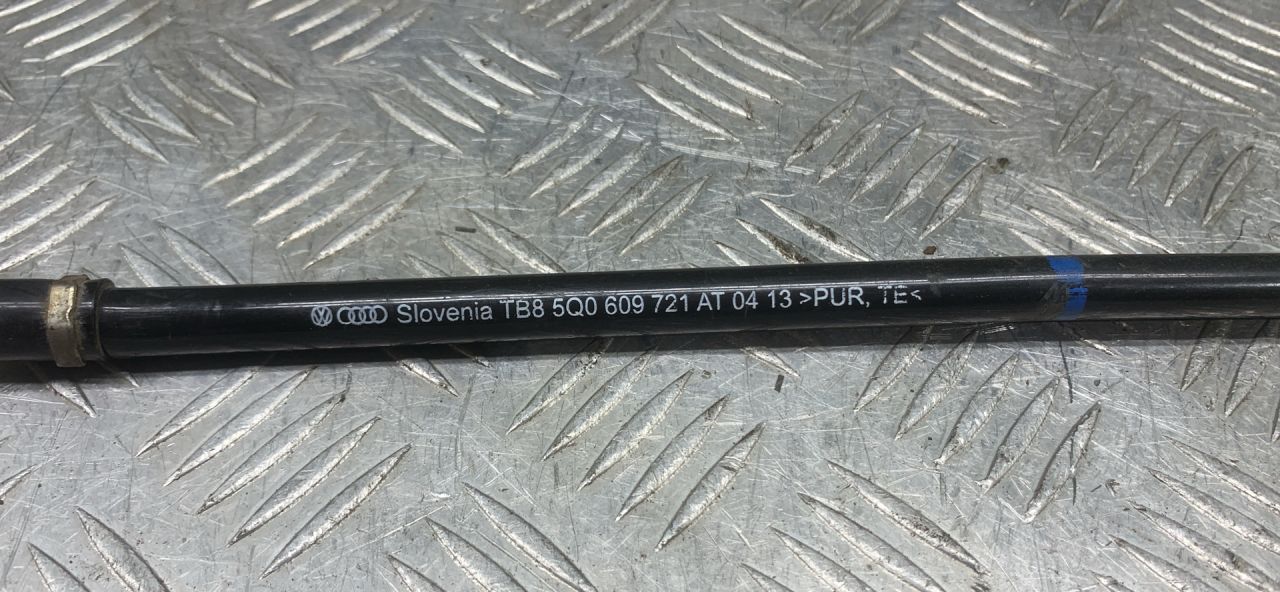 Slovenia TB8 5Q0 609 721 AT 04 13 >PUR, TE<